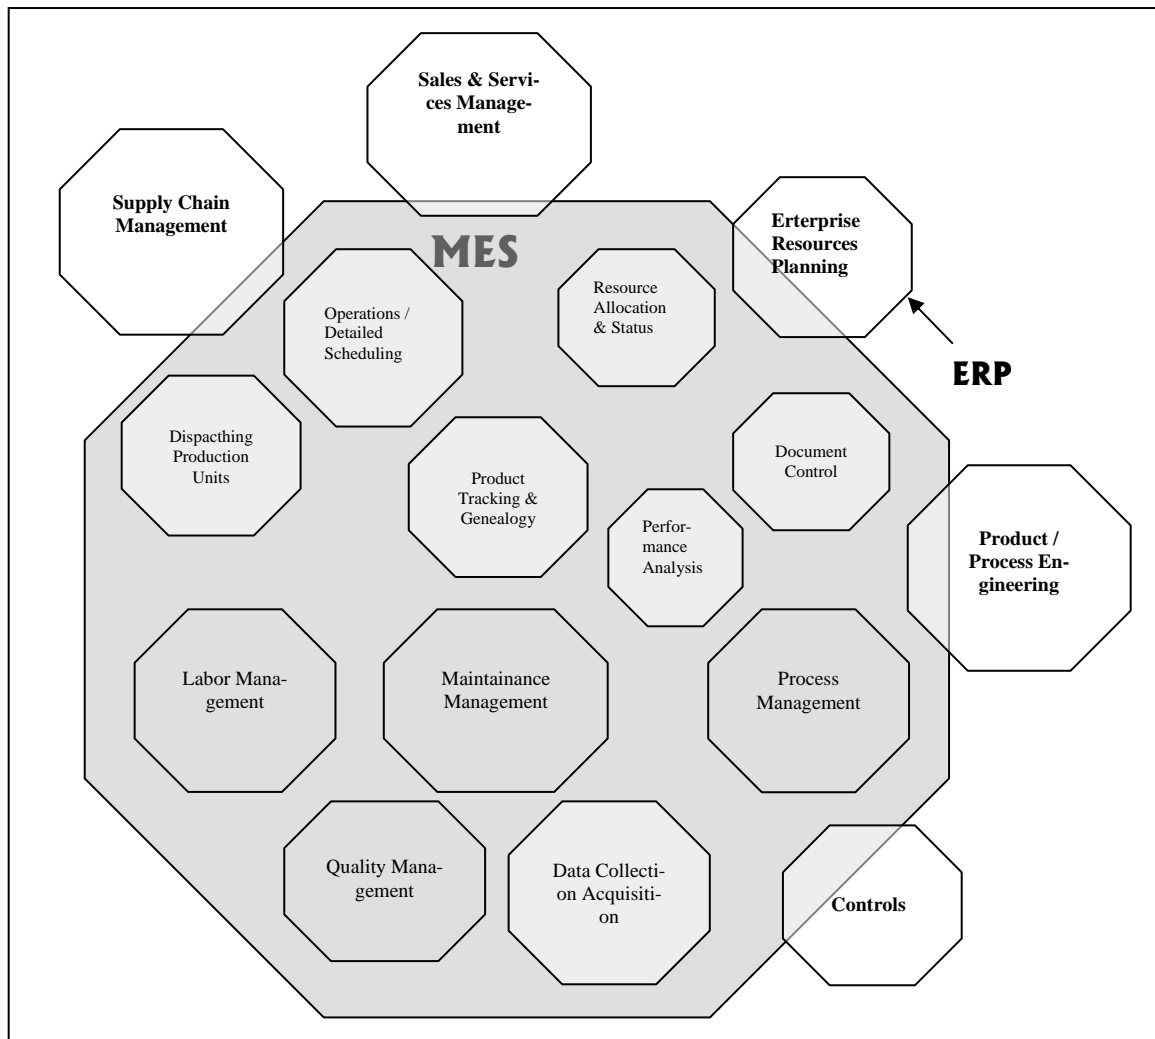 Sales & Servi-
ces Manage-
ment
Supply Chain
Management
Erterprise
Resources
Planning
MES
Operations /
Detailed
Scheduling
Resource
Allocation
& Status
ERP
Dispacthing
Production
Units
Product
Tracking &
Genealogy
Document
Control
Perfor-
mance
Analysis
Product /
Process En-
gineering
Labor Mana-
gement
Maintainance
Management
Process
Management
Quality Mana-
gement
Data Collecti-
on Acquisiti-
on
Controls